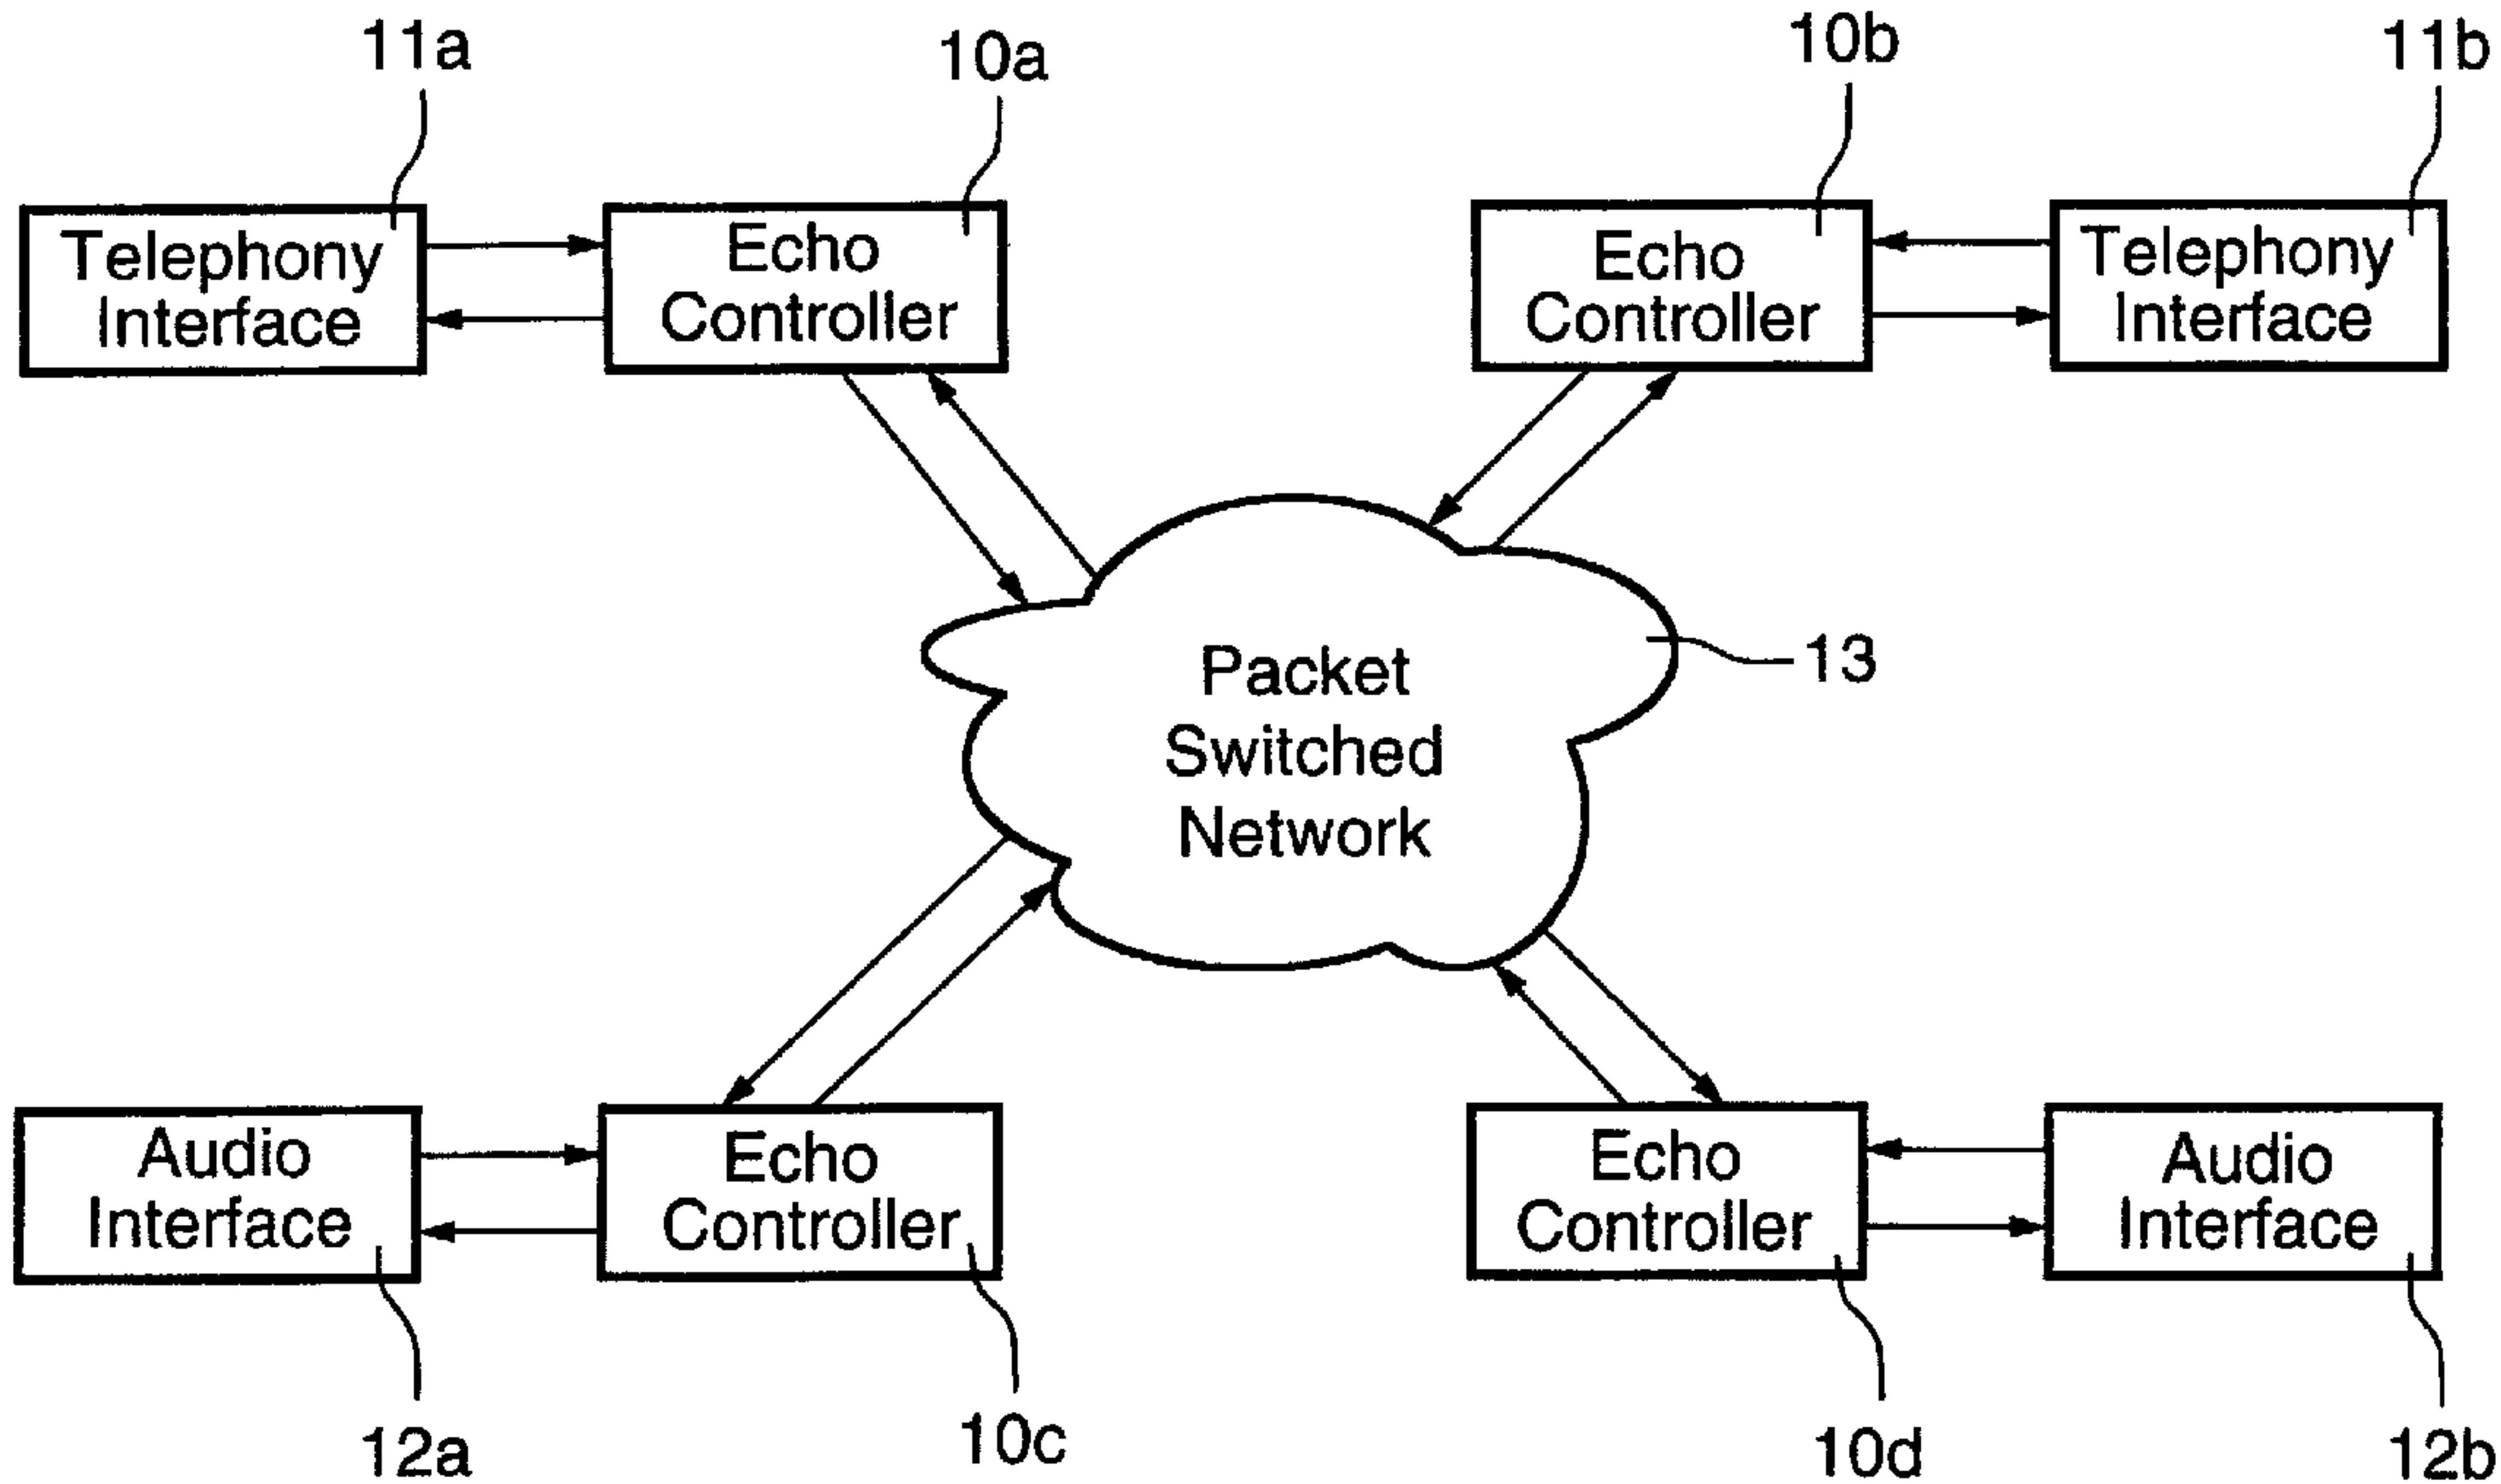 11a
10a
10b
11b
Telephony
Interface
Echo
Controller
Echo
Controller
Telephony
Interface
Packet
Switched
Network
13
Audio
Interface
Echo
Controller
Echo
Controller
Audio
Interface
12a
10c
10d
12b